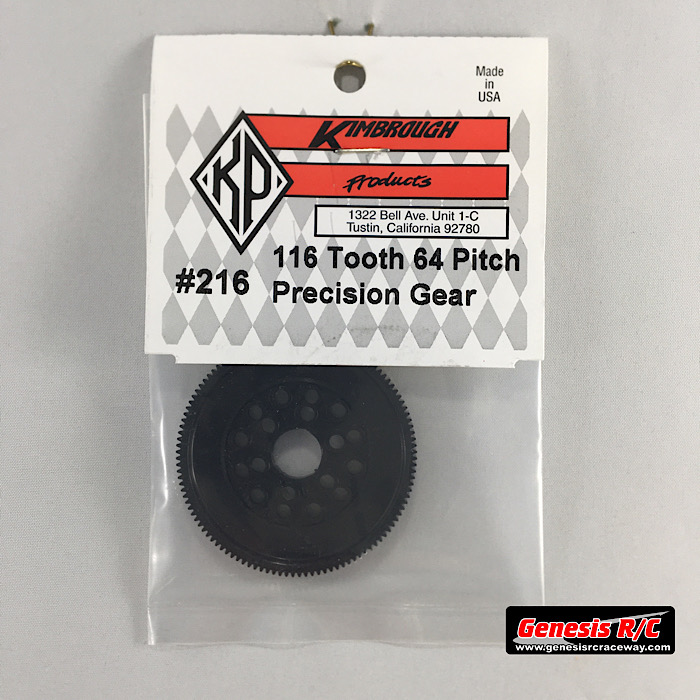 Made
in
USA
KP
KIMBROUGH
Products
1322 Bell Ave. Unit 1-C
Tustin, California 92780
#216
116 Tooth 64 Pitch
Precision Gear
Genesis R/C
www.genesisrcraceway.com